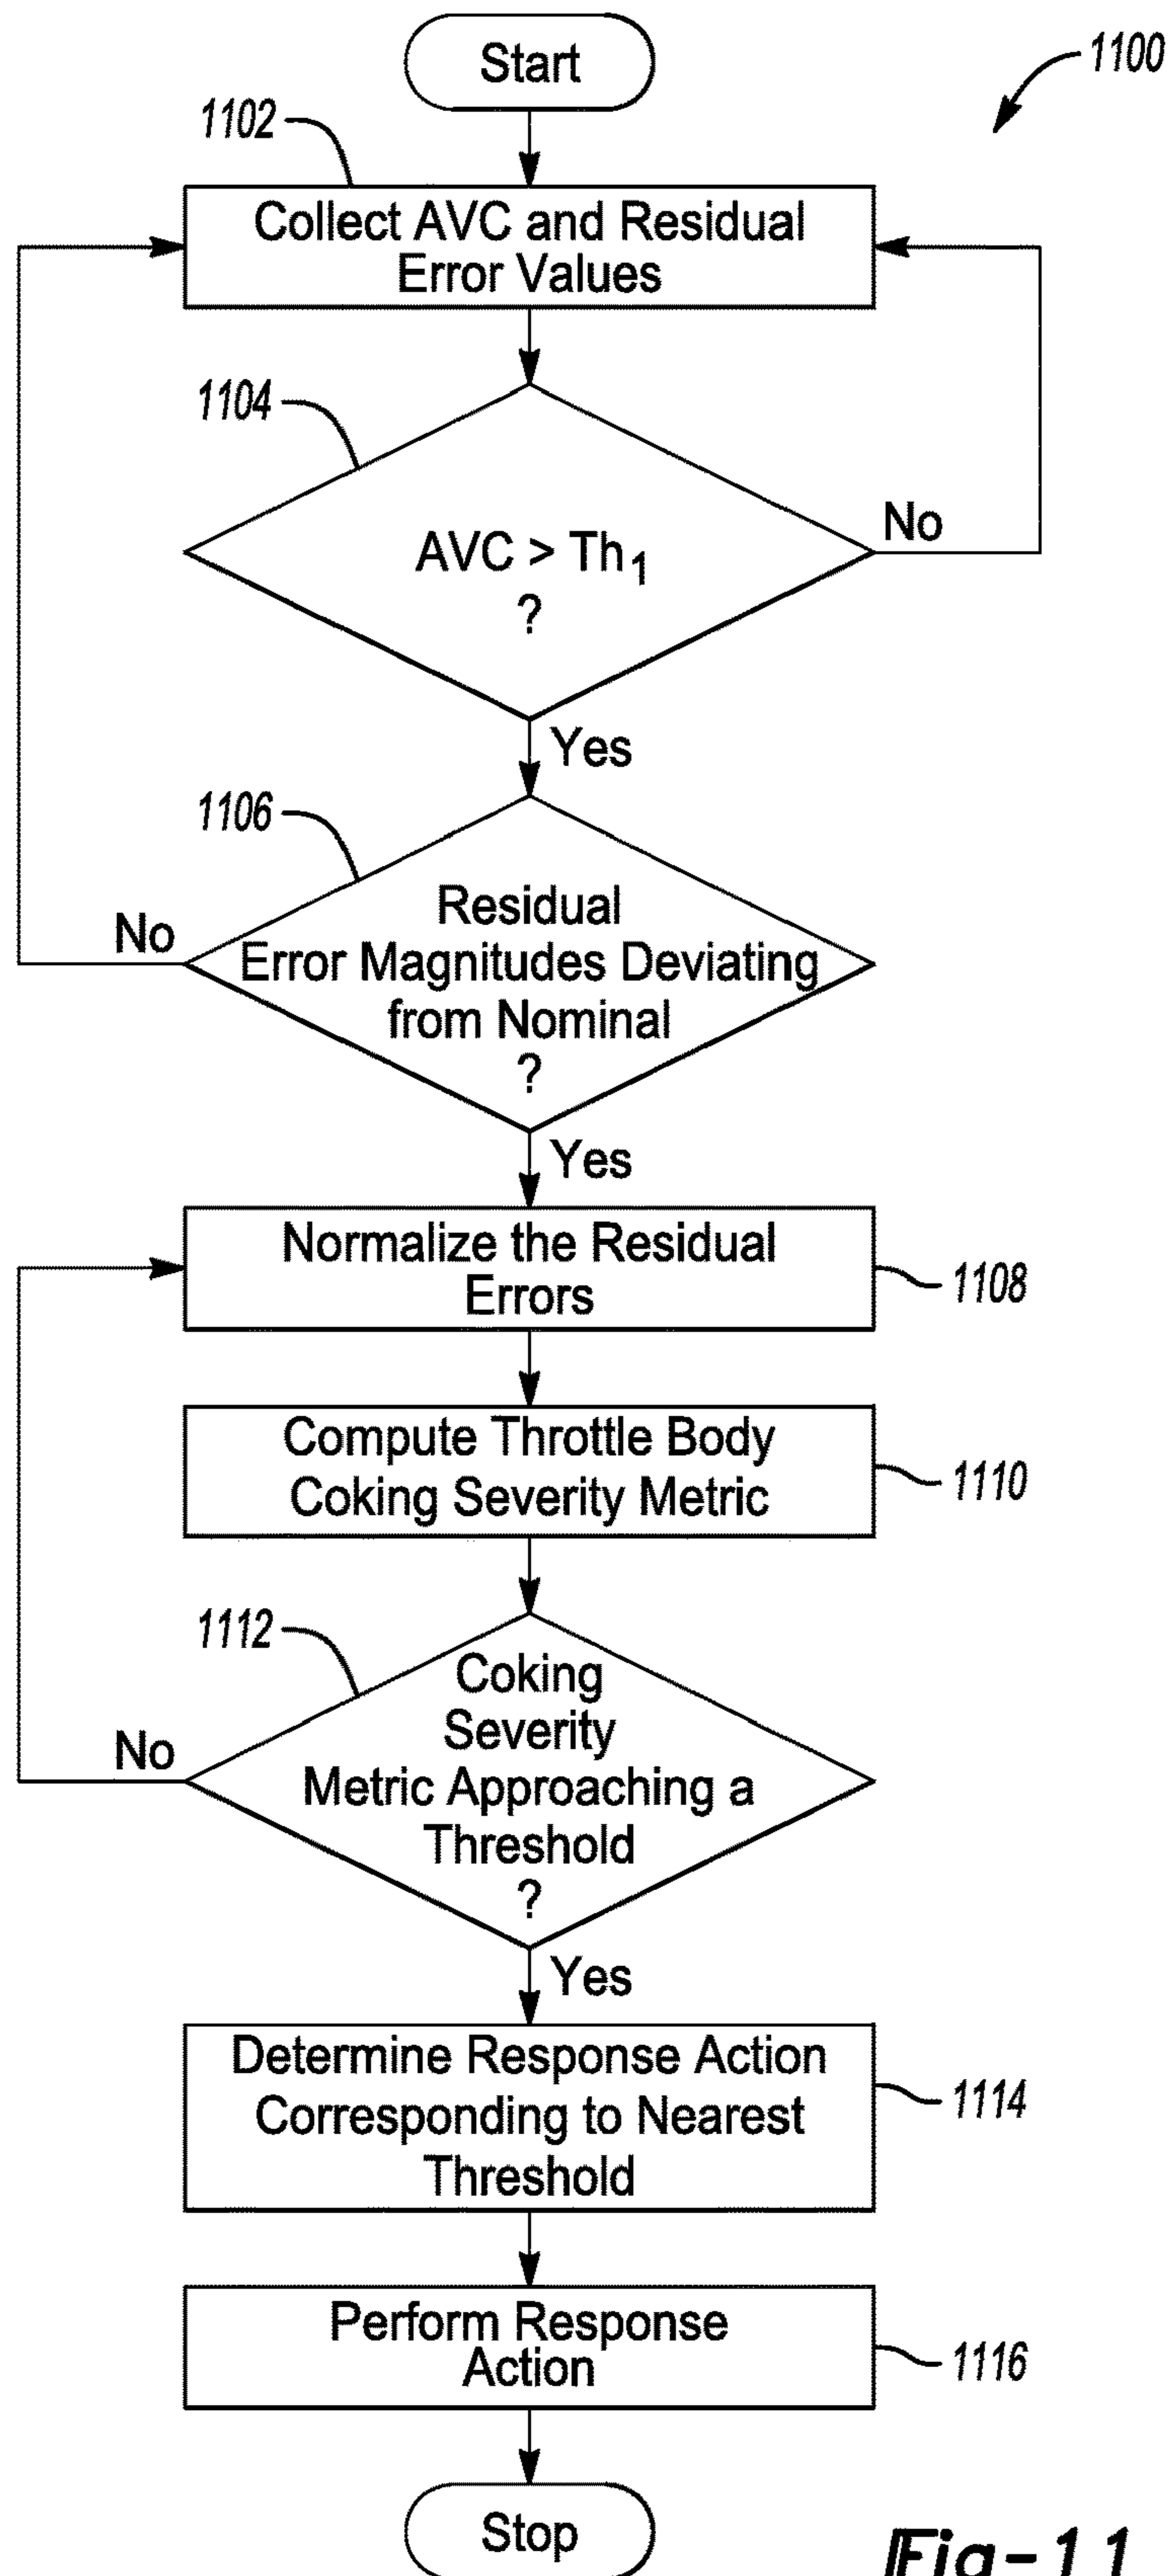 Start
1100
1102
Collect AVC and Residual
Error Values
1104
AVC > Th₁
?
No
Yes
1106
Residual
Error Magnitudes Deviating
from Nominal
?
No
Yes
Normalize the Residual
Errors
1108
Compute Throttle Body
Coking Severity Metric
1110
1112
Coking
Severity
Metric Approaching a
Threshold
?
No
Yes
Determine Response Action
Corresponding to Nearest
Threshold
1114
Perform Response
Action
1116
Stop
Fig-11